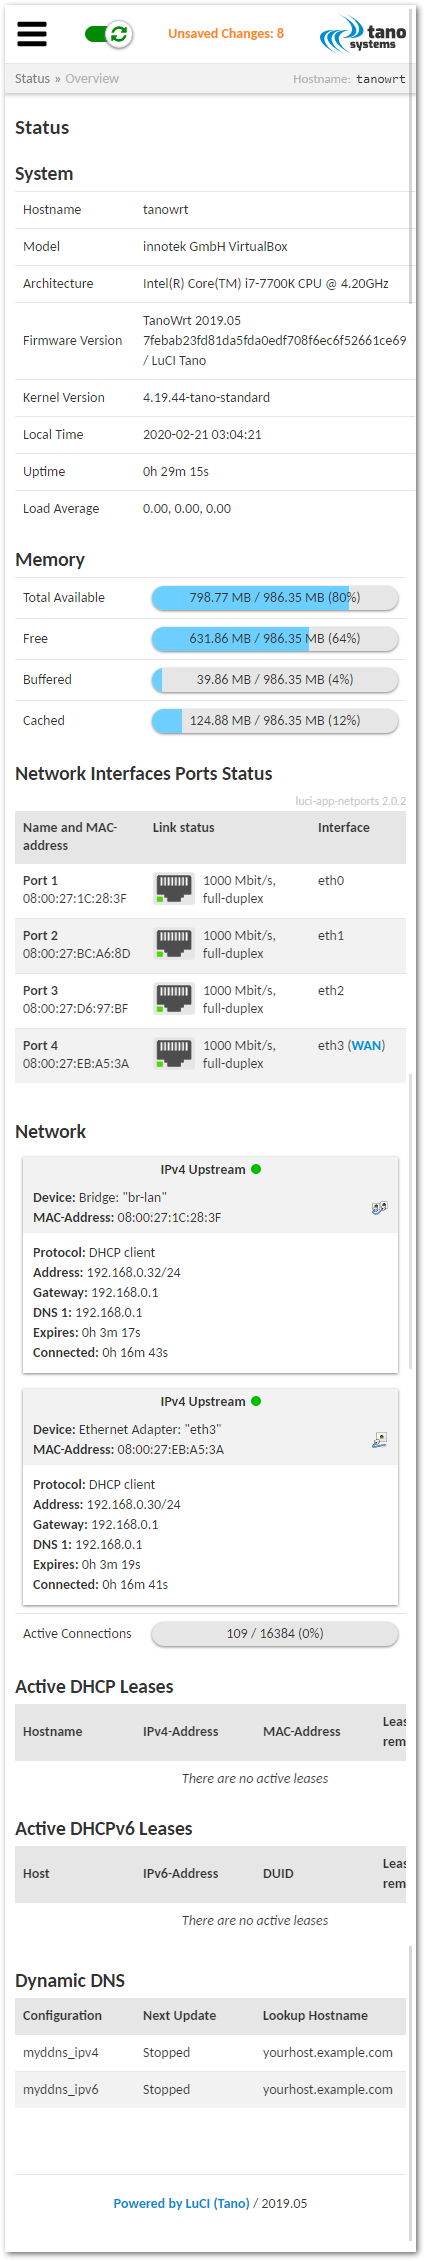 Unsaved Changes: 8
tano
systems
Status » Overview
Hostname: tanowrt
Status
System
Hostname tanowrt
Model innotek GmbH VirtualBox
Architecture Intel(R) Core(TM) i7-7700K CPU @ 4.20GHz
TanoWrt 2019.05
Firmware Version 7febab23fd81da5fda0edf708f6ec6f52661ce69
/ LuCI Tano
Kernel Version 4.19.44-tano-standard
Local Time 2020-02-21 03:04:21
Uptime 0h 29m 15s
Load Average 0.00, 0.00, 0.00
Memory
Total Available 798.77 MB / 986.35 MB (80%)
Free 631.86 MB / 986.35 MB (64%)
Buffered 39.86 MB / 986.35 MB (4%)
Cached 124.88 MB / 986.35 MB (12%)
Network Interfaces Ports Status
luci-app-netports 2.0.2
Name and MAC- Link status Interface
address
Port 1 1000 Mbit/s, eth0
08:00:27:1C:28:3F full-duplex
Port 2 1000 Mbit/s, eth1
08:00:27:BC:A6:8D full-duplex
Port 3 1000 Mbit/s, eth2
08:00:27:D6:97:BF full-duplex
Port 4 1000 Mbit/s, eth3 (WAN)
08:00:27:EB:A5:3A full-duplex
Network
IPv4 Upstream
Device: Bridge: "br-lan"
MAC-Address: 08:00:27:1C:28:3F
Protocol: DHCP client
Address: 192.168.0.32/24
Gateway: 192.168.0.1
DNS 1: 192.168.0.1
Expires: 0h 3m 17s
Connected: 0h 16m 43s
IPv4 Upstream
Device: Ethernet Adapter: "eth3"
MAC-Address: 08:00:27:EB:A5:3A
Protocol: DHCP client
Address: 192.168.0.30/24
Gateway: 192.168.0.1
DNS 1: 192.168.0.1
Expires: 0h 3m 19s
Connected: 0h 16m 41s
Active Connections 109 / 16384 (0%)
Active DHCP Leases
Hostname IPv4-Address MAC-Address Leas
rem
There are no active leases
Active DHCPv6 Leases
Host IPv6-Address DUID Leas
rem
There are no active leases
Dynamic DNS
Configuration Next Update Lookup Hostname
myddns_ipv4 Stopped yourhost.example.com
myddns_ipv6 Stopped yourhost.example.com
Powered by LuCI (Tano) / 2019.05